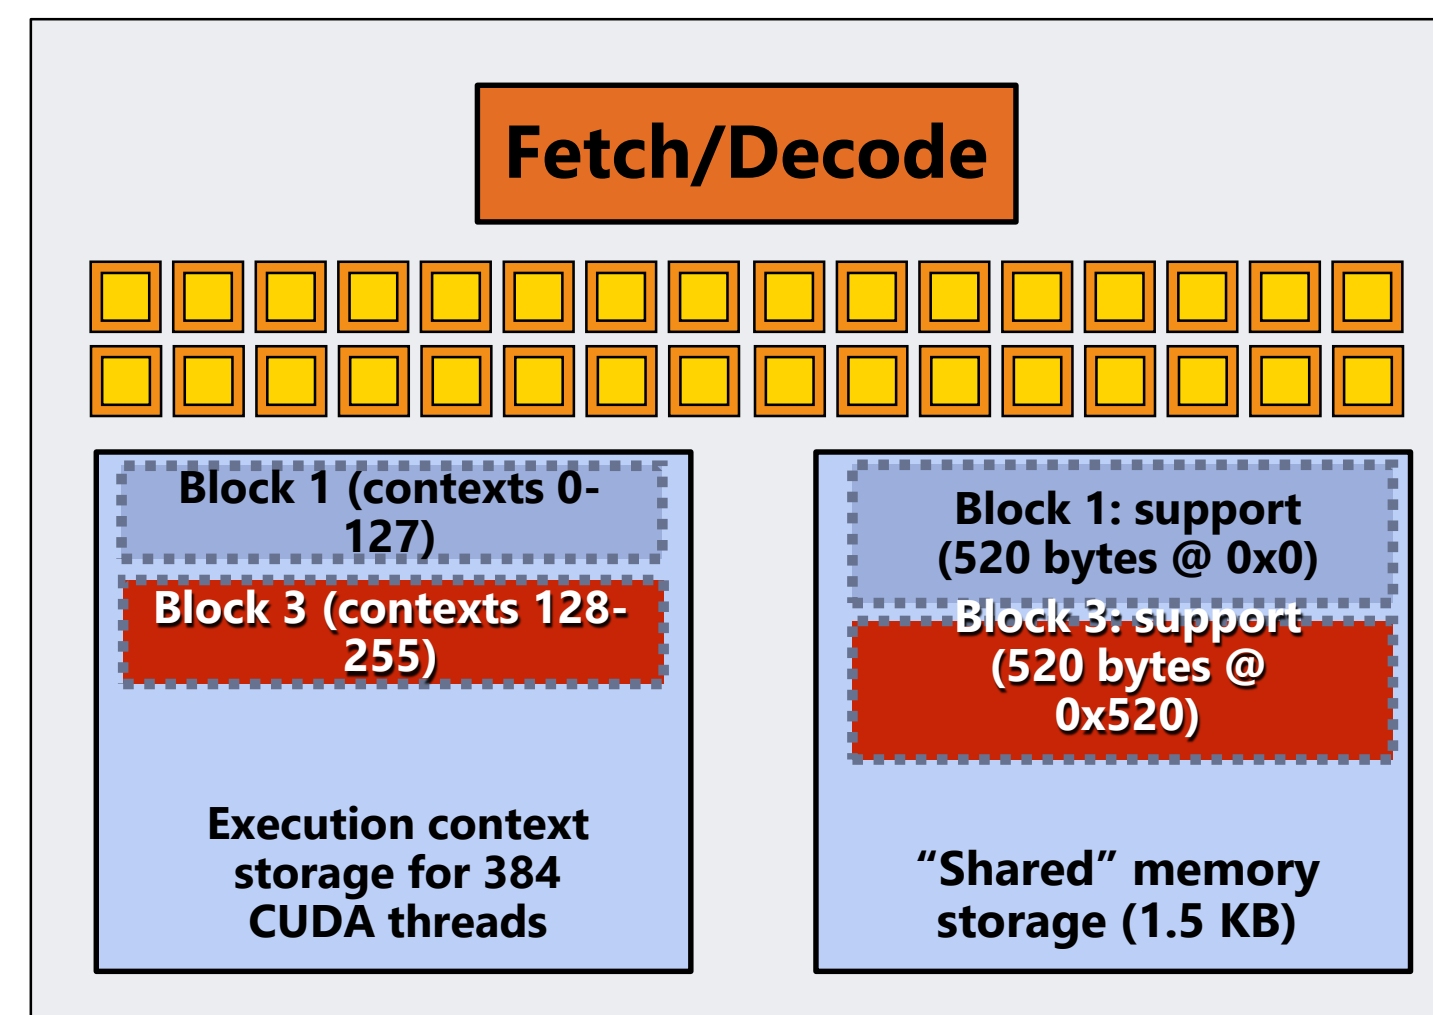 Fetch/Decode
Block 1 (contexts 0-
127)
Block 3 (contexts 128-
255)
Execution context
storage for 384
CUDA threads
Block 1: support
(520 bytes @ 0x0)
Block 3: support
(520 bytes @
0x520)
“Shared” memory
storage (1.5 KB)